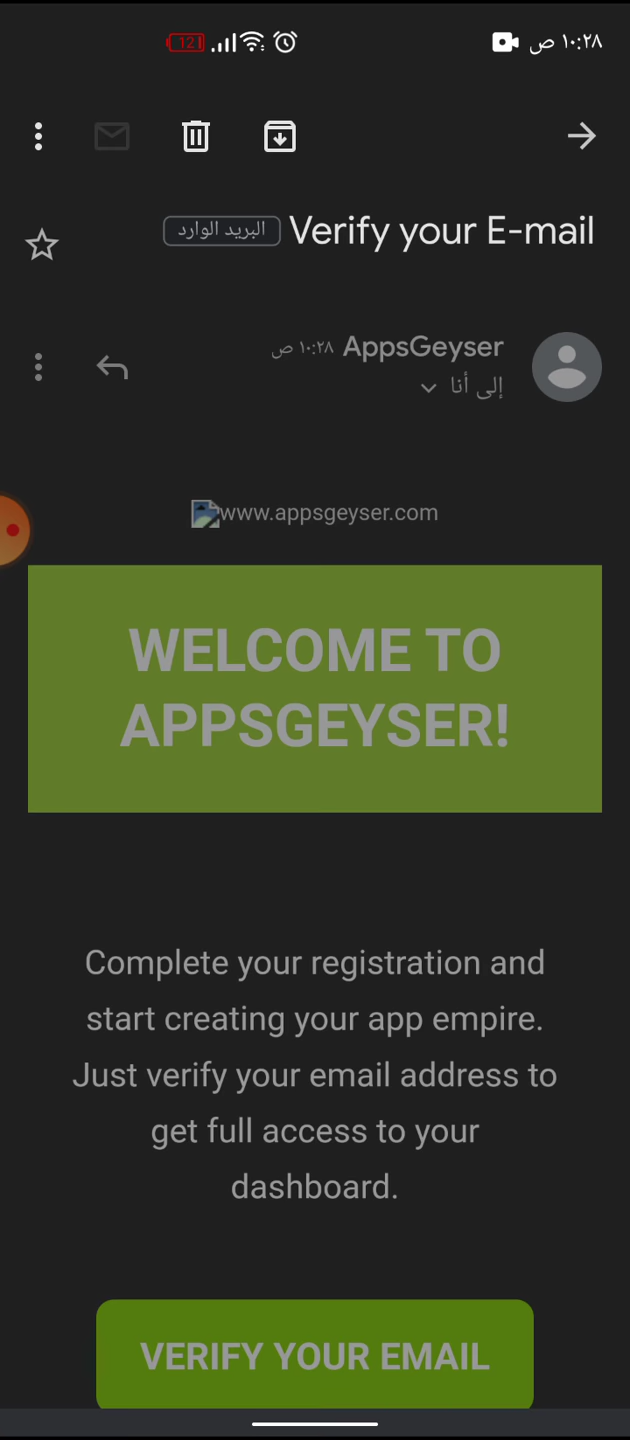 ١٠:٢٨ ص
12
Verify your E-mail البريد الوارد
AppsGeyser ١٠:٢٨ ص
إلى أنا
www.appsgeyser.com
WELCOME TO
APPSGEYSER!
Complete your registration and
start creating your app empire.
Just verify your email address to
get full access to your
dashboard.
VERIFY YOUR EMAIL